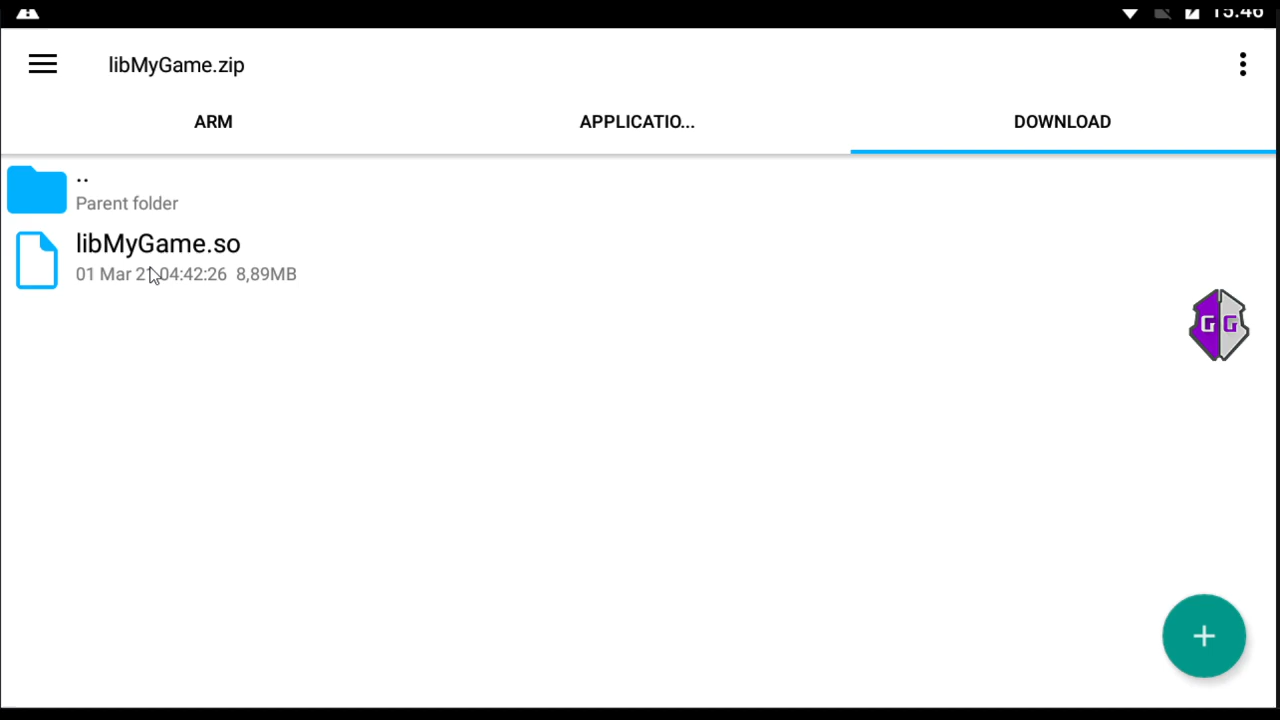 15.46
libMyGame.zip
ARM
APPLICATIO...
DOWNLOAD
..
Parent folder
libMyGame.so
01 Mar 2 04:42:26 8,89MB
G G
+